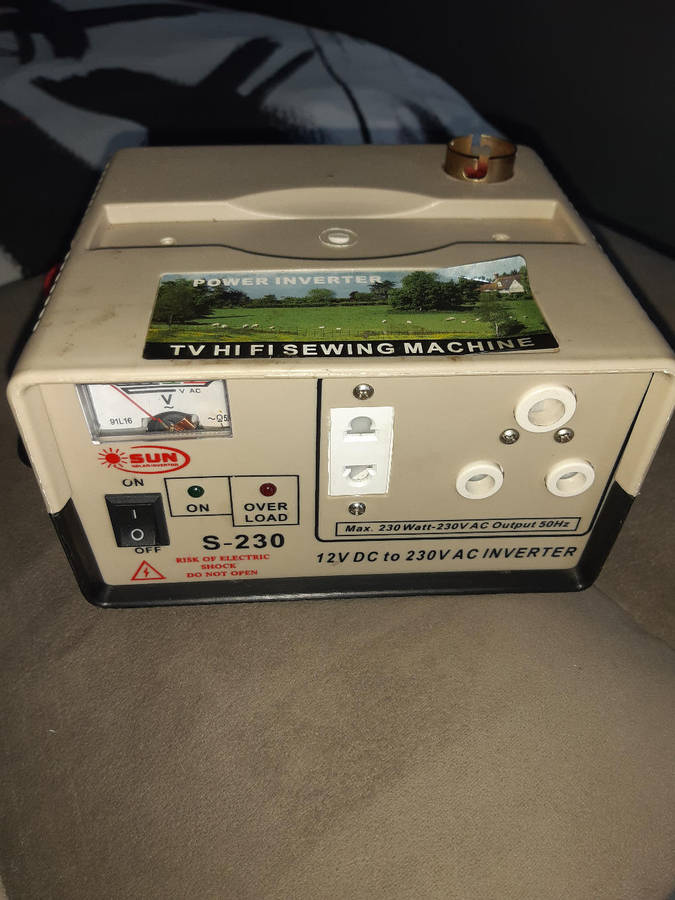 POWER INVERTER
TV HI FI SEWING MACHINE
V AC
V
~
91L16
SUN
ON
I
O
OFF
ON
OVER
LOAD
S-230
RISK OF ELECTRIC
SHOCK
DO NOT OPEN
Max. 230 Watt-230V AC Output 50Hz
12V DC to 230V AC INVERTER